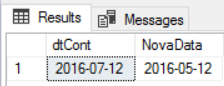 Results Messages
dtCont NovaData
1 2016-07-12 2016-05-12